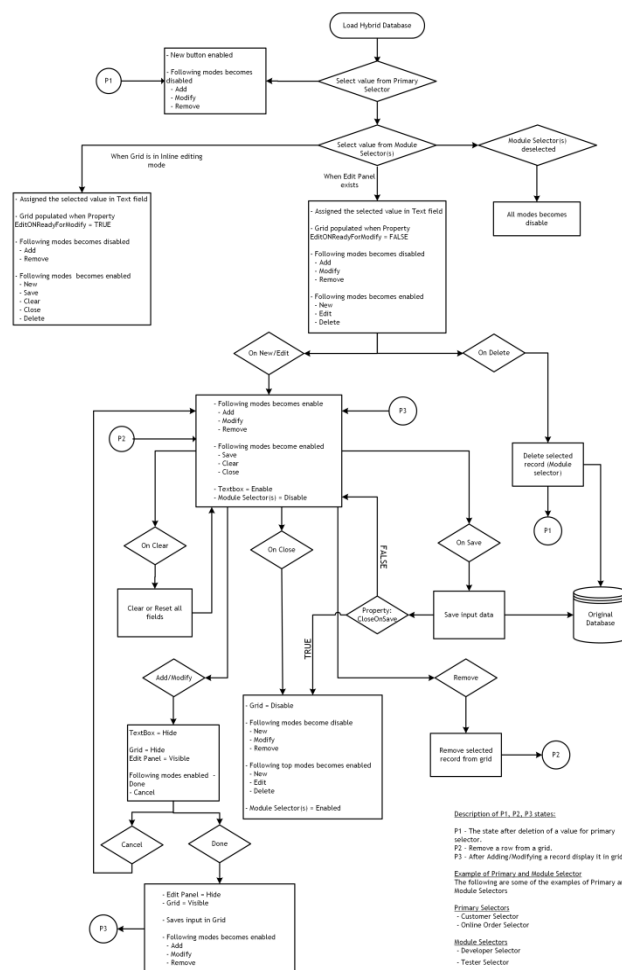 Load Hybrid Database
- New button enabled
- Following modes becomes
disabled
- Add
- Modify
- Remove
P1
Select value from Primary
Selector
Select value from Module
Selector(s)
Module Selector(s)
deselected
When Grid is in Inline editing
mode
When Edit Panel
exists
All modes becomes
disable
- Assigned the selected value in Text field
- Grid populated when Property
EditONReadyForModify = TRUE
- Following modes becomes disabled
- Add
- Remove
- Following modes becomes enabled
- New
- Save
- Clear
- Close
- Delete
- Assigned the selected value in Text field
- Grid populated when Property
EditONReadyForModify = FALSE
- Following modes becomes disabled
- Add
- Modify
- Remove
- Following modes becomes enabled
- New
- Edit
- Delete
On New/Edit
On Delete
- Following modes becomes enable
- Add
- Modify
- Remove
- Following modes become enabled
- Save
- Clear
- Close
- Textbox = Enable
- Module Selector(s) = Disable
P3
P2
Delete selected
record (Module
selector)
P1
On Clear
On Close
On Save
FALSE
Clear or Reset all
fields
Property:
CloseOnSave
Save input data
Original
Database
TRUE
Add/Modify
Remove
TextBox = Hide
Grid = Hide
Edit Panel = Visible
Following modes enabled -
Done
- Cancel
- Grid = Disable
- Following modes become disable
- New
- Modify
- Remove
- Following top modes becomes enabled
- New
- Edit
- Delete
- Module Selector(s) = Enabled
Remove selected
record from grid
P2
Cancel
Done
- Edit Panel = Hide
- Grid = Visible
- Saves input in Grid
- Following modes becomes enabled
- Add
- Modify
- Remove
P3
Description of P1, P2, P3 states:
P1 - The state after deletion of a value for primary
selector.
P2 - Remove a row from a grid.
P3 - After Adding/Modifying a record display it in grid
Example of Primary and Module Selector
The following are some of the examples of Primary an
Module Selectors
Primary Selectors
- Customer Selector
- Online Order Selector
Module Selectors
- Developer Selector
- Tester Selector